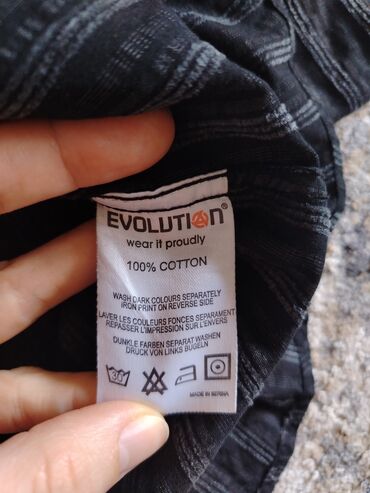 EVOLUTION®
wear it proudly
100% COTTON
WASH DARK COLOURS SEPARATELY
IRON PRINT ON REVERSE SIDE
LAVER LES COULEURS FONCES SEPARAMENT
REPASSER L'IMPRIME SUR L'ENVERS
DUNKLE FARBEN SEPARAT WASHEN
DRUCK VON LINKS BUGELN
30
MADE IN SERBIA